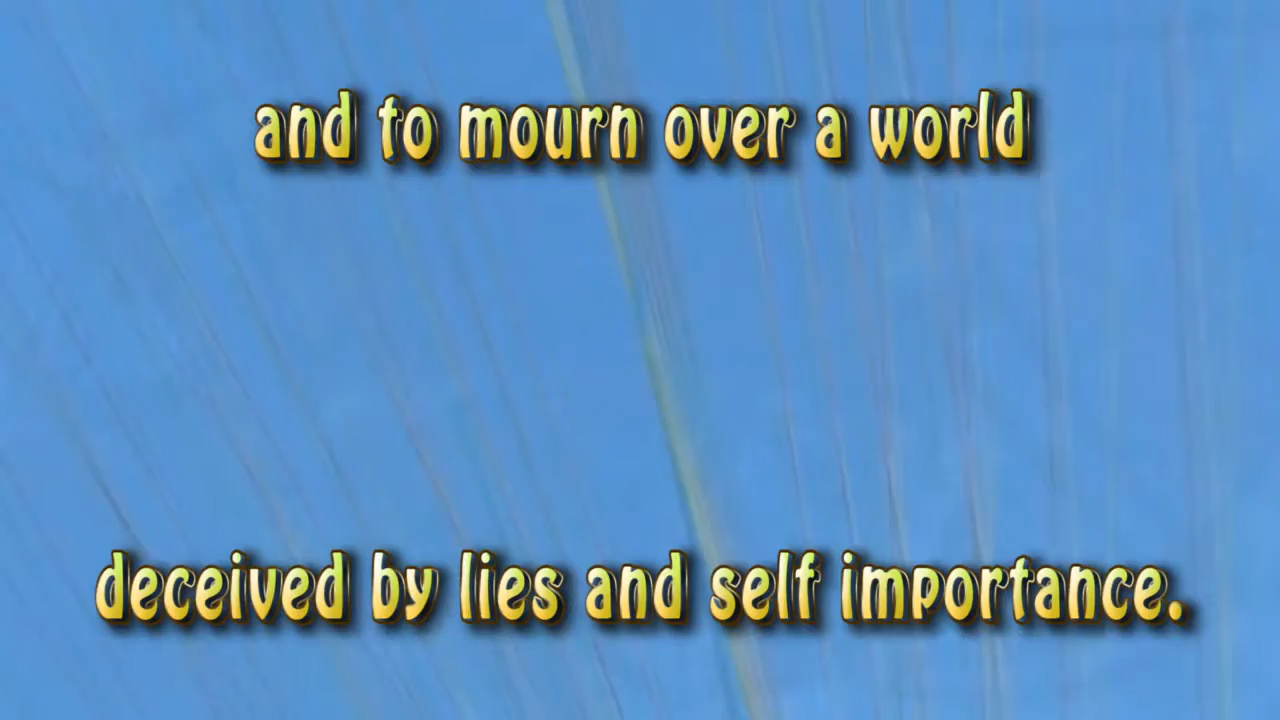 and to mourn over a world
deceived by lies and self importance.